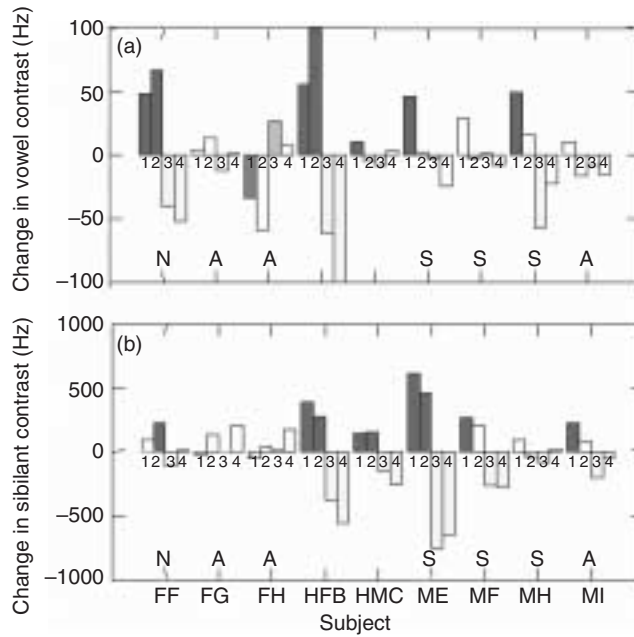 Change in vowel contrast (Hz)
(a)
100
50
0
−50
−100
1 2 3 4 1 2 3 4 1 2 3 4 1 2 3 4 1 2 3 4 1 2 3 4 1 2 3 4 1 2 3 4 1 2 3 4
N A A S S S A
Change in sibilant contrast (Hz)
(b)
1000
500
0
−500
−1000
1 2 3 4 1 2 3 4 1 2 3 4 1 2 3 4 1 2 3 4 1 2 3 4 1 2 3 4 1 2 3 4 1 2 3 4
N A A S S S A
FF FG FH HFB HMC ME MF MH MI
Subject